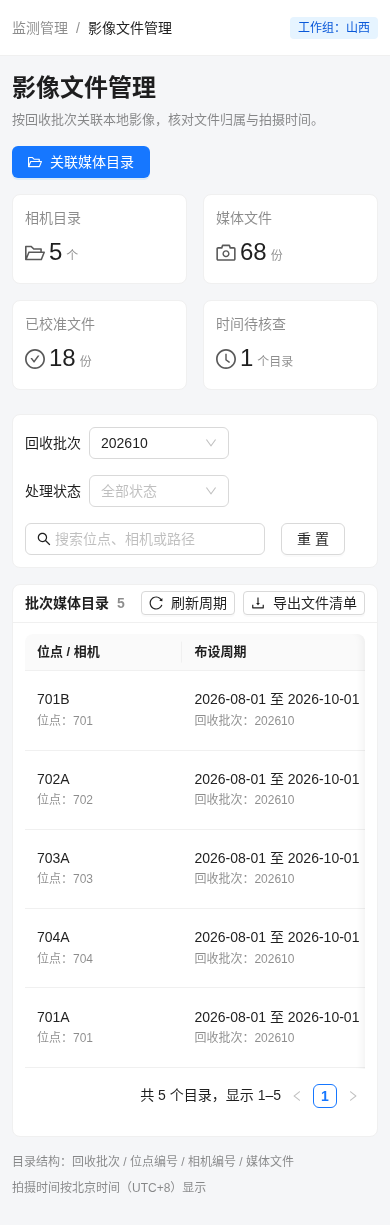 监测管理 / 影像文件管理
工作组：山西
影像文件管理
按回收批次关联本地影像，核对文件归属与拍摄时间。
关联媒体目录
相机目录
5 个
媒体文件
68 份
已校准文件
18 份
时间待核查
1 个目录
回收批次 202610
处理状态 全部状态
搜索位点、相机或路径
重 置
批次媒体目录 5
刷新周期
导出文件清单
位点 / 相机 布设周期
701B 2026-08-01 至 2026-10-01
位点：701 回收批次：202610
702A 2026-08-01 至 2026-10-01
位点：702 回收批次：202610
703A 2026-08-01 至 2026-10-01
位点：703 回收批次：202610
704A 2026-08-01 至 2026-10-01
位点：704 回收批次：202610
701A 2026-08-01 至 2026-10-01
位点：701 回收批次：202610
共 5 个目录，显示 1–5
1
目录结构：回收批次 / 位点编号 / 相机编号 / 媒体文件
拍摄时间按北京时间（UTC+8）显示